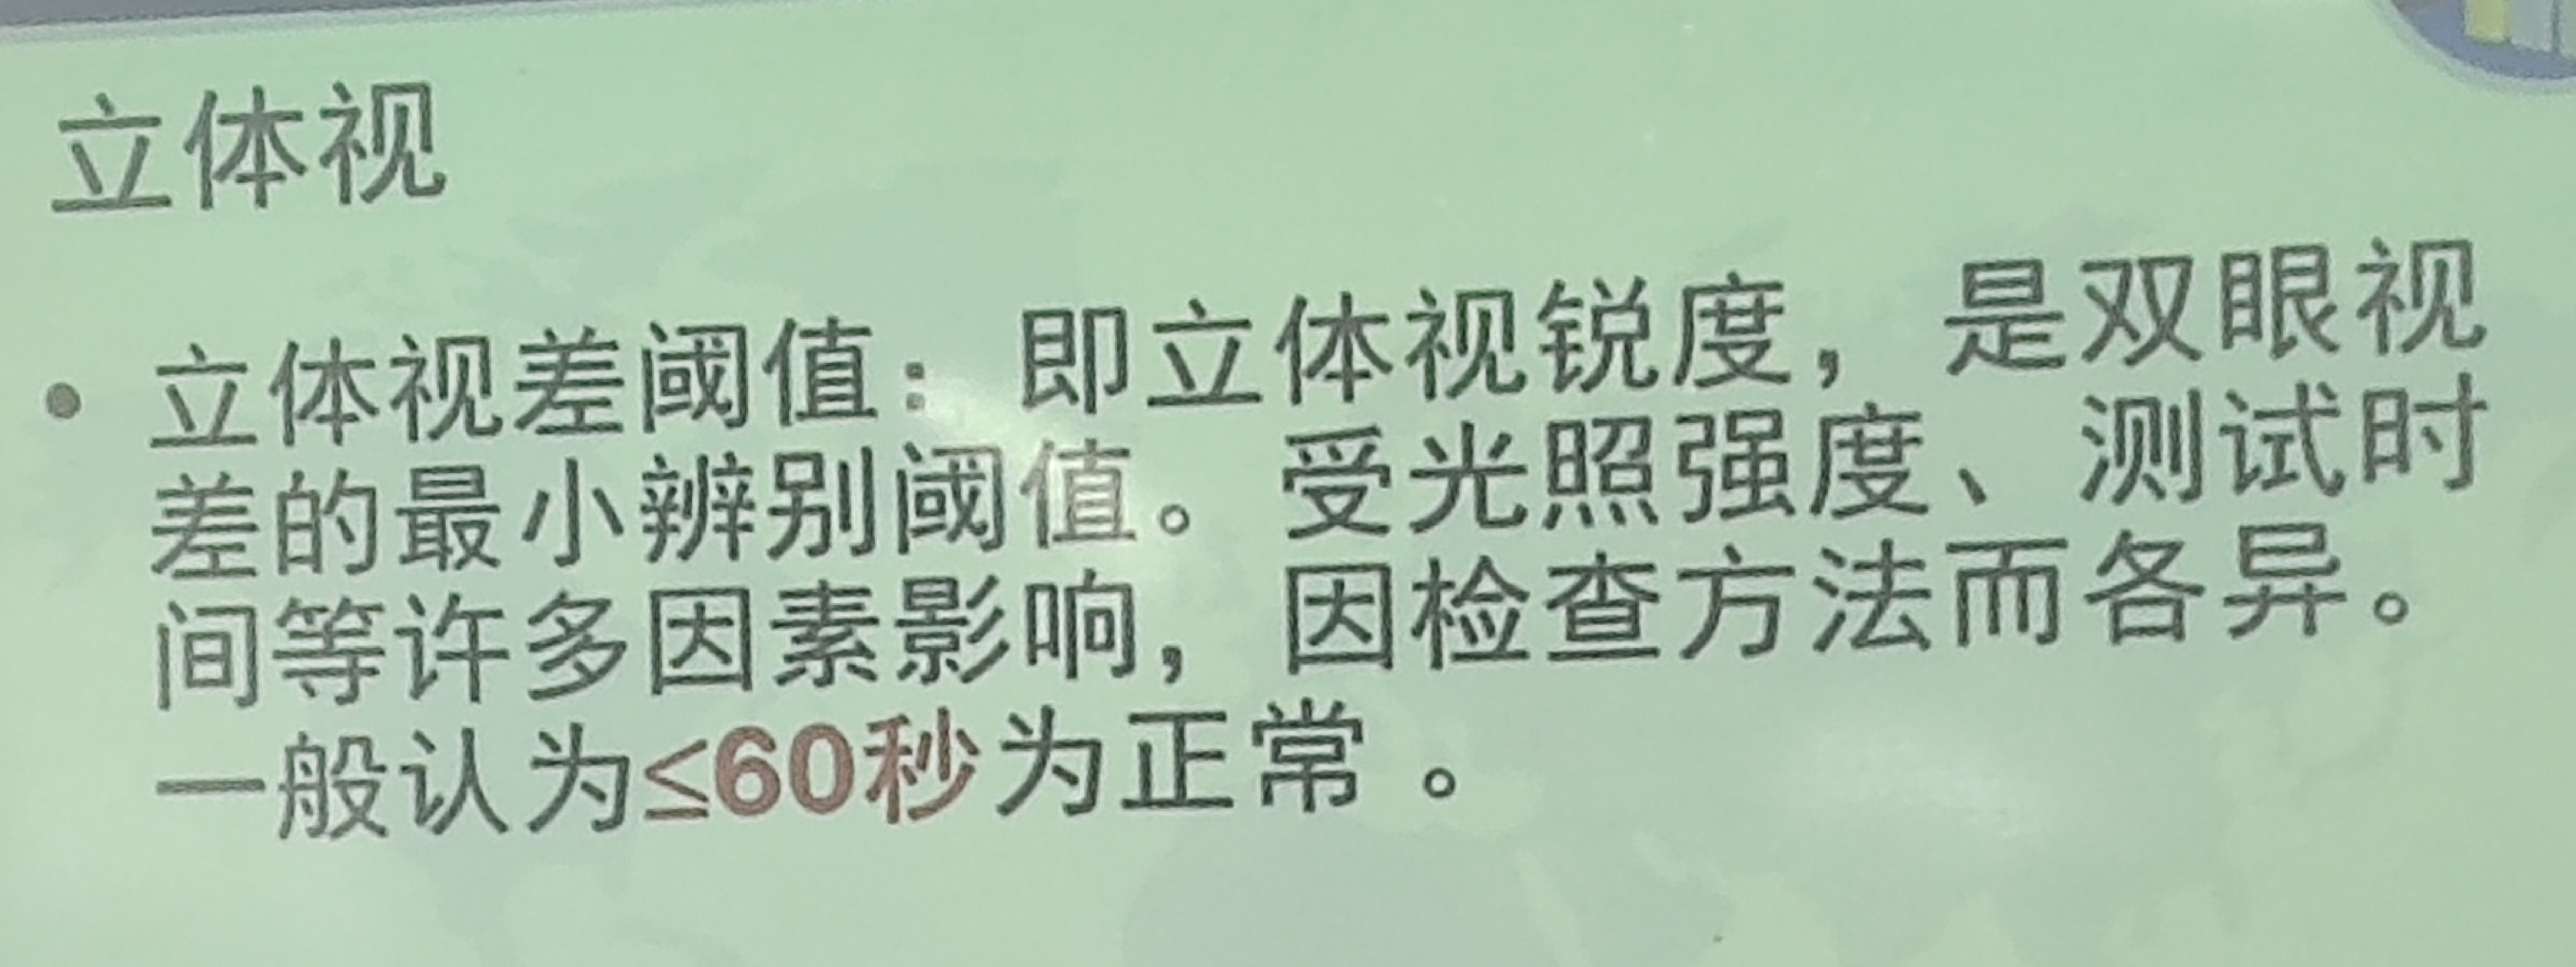 立体视
• 立体视差阈值：即立体视锐度，是双眼视
差的最小辨别阈值。受光照强度、测试时
间等许多因素影响，因检查方法而各异。
一般认为≤60秒为正常。